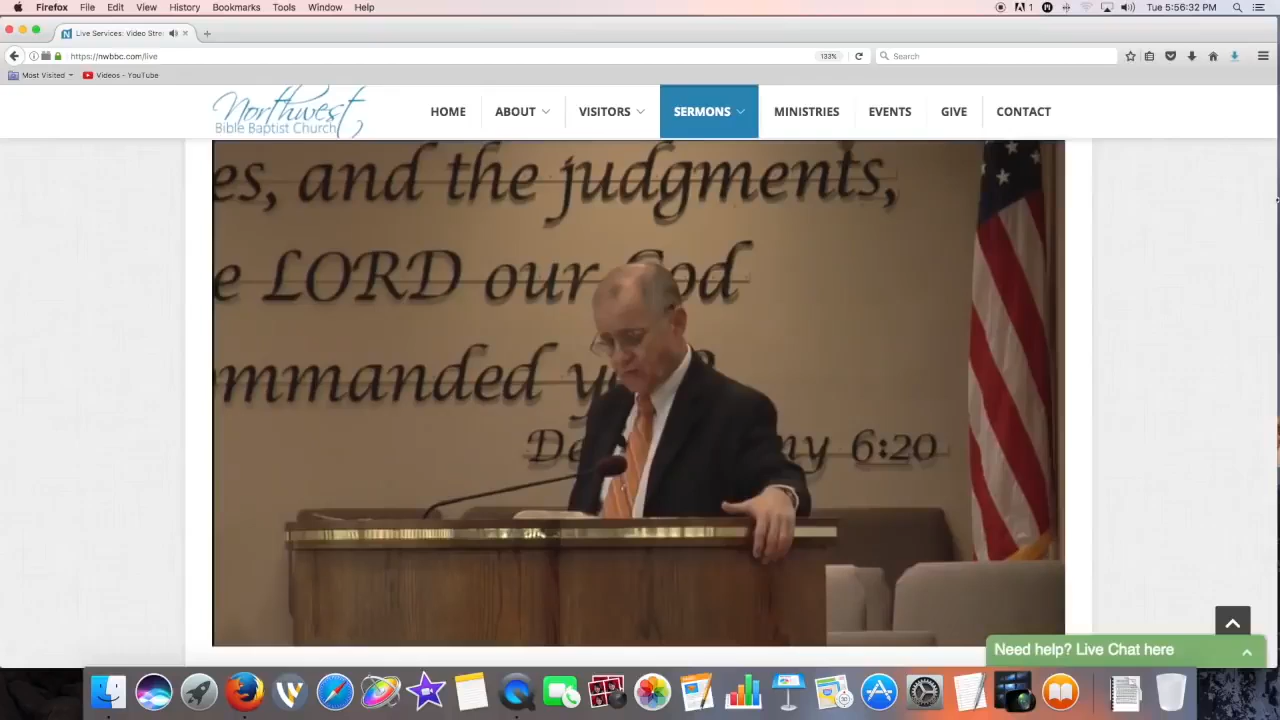 Firefox File Edit View History Bookmarks Tools Window Help
1
Tue 5:56:32 PM
Live Services: Video Stre
https://nwbbc.com/live
133%
Search
Most Visited
Videos - YouTube
Northwest
Bible Baptist Church
HOME
ABOUT
VISITORS
SERMONS
MINISTRIES
EVENTS
GIVE
CONTACT
es, and the judgments,
e LORD our God
ommanded y
De ny 6:20
Need help? Live Chat here